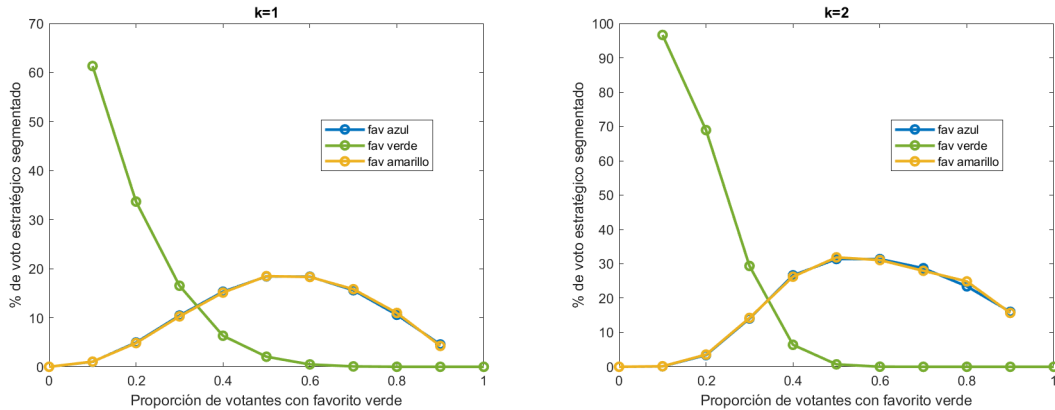 k=1
70
60
50
40
30
20
10
0
% de voto estratégico segmentado
fav azul
fav verde
fav amarillo
0
0.2
0.4
0.6
0.8
1
Proporción de votantes con favorito verde
k=2
100
90
80
70
60
50
40
30
20
10
0
% de voto estratégico segmentado
fav azul
fav verde
fav amarillo
0
0.2
0.4
0.6
0.8
1
Proporción de votantes con favorito verde